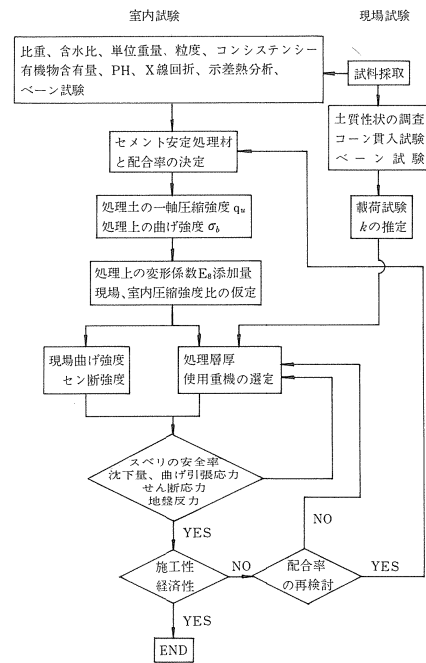 室内試験
現場試験
比重、含水比、単位重量、粒度、コンシステンシー
有機物含有量、PH、X線回折、示差熱分析、
ベーン試験
試料採取
土質性状の調査
コーン貫入試験
ベーン試験
セメント安定処理材
と配合率の決定
処理土の一軸圧縮強度 qu
処理上の曲げ強度 σb
載荷試験
kの推定
処理上の変形係数Es添加量
現場、室内圧縮強度比の仮定
現場曲げ強度
セン断強度
処理層厚
使用重機の選定
スベリの安全率
沈下量、曲げ引張応力
せん断応力
地盤反力
YES
NO
施工性
経済性
NO
配合率
の再検討
YES
YES
END